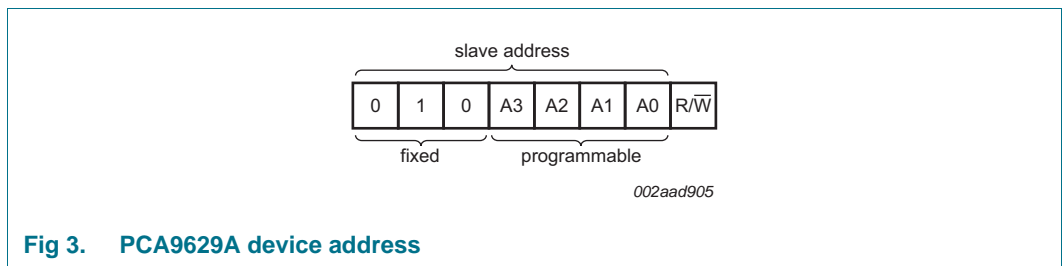 slave address
0 1 0 A3 A2 A1 A0 R/W̅
fixed programmable
002aad905
Fig 3. PCA9629A device address